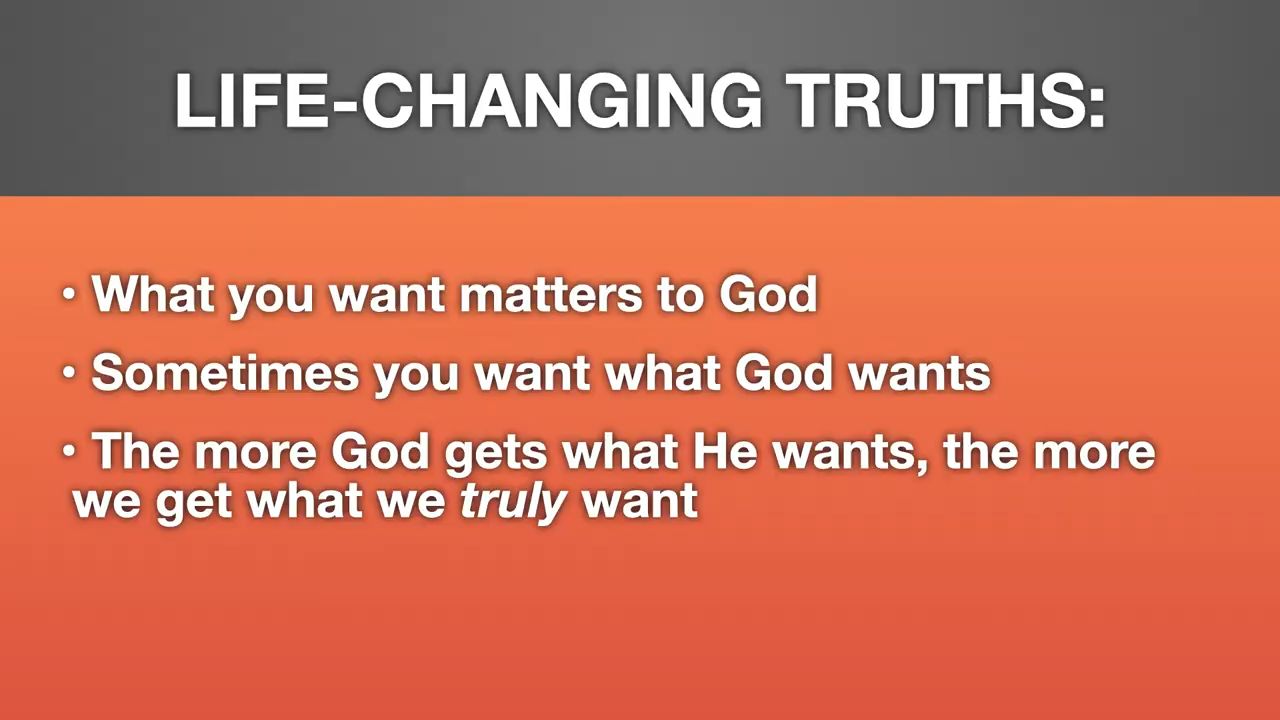 LIFE-CHANGING TRUTHS:
• What you want matters to God
• Sometimes you want what God wants
• The more God gets what He wants, the more
we get what we truly want